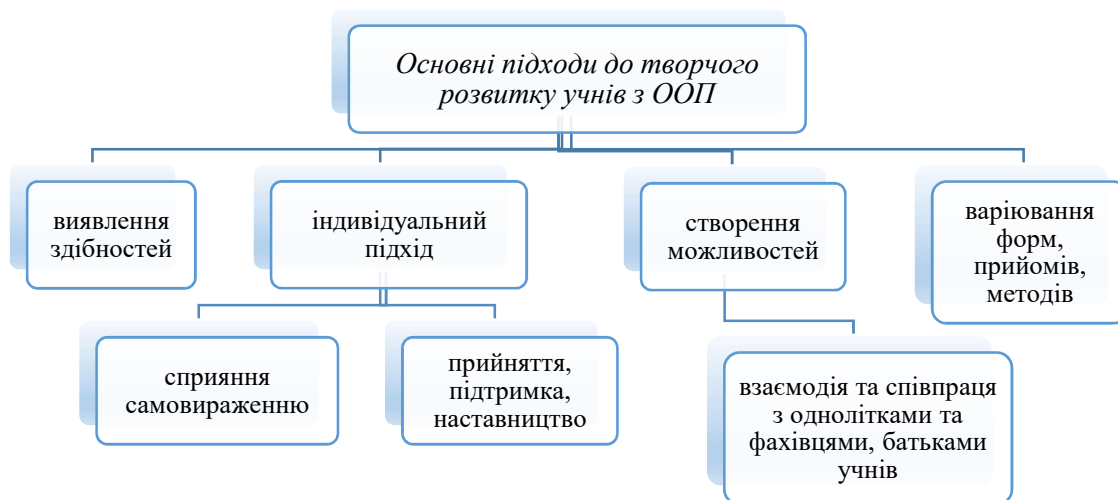 Основні підходи до творчого
розвитку учнів з ООП
виявлення
здібностей
індивідуальний
підхід
створення
можливостей
варіювання
форм,
прийомів,
методів
сприяння
самовираженню
прийняття,
підтримка,
наставництво
взаємодія та співпраця
з однолітками та
фахівцями, батьками
учнів